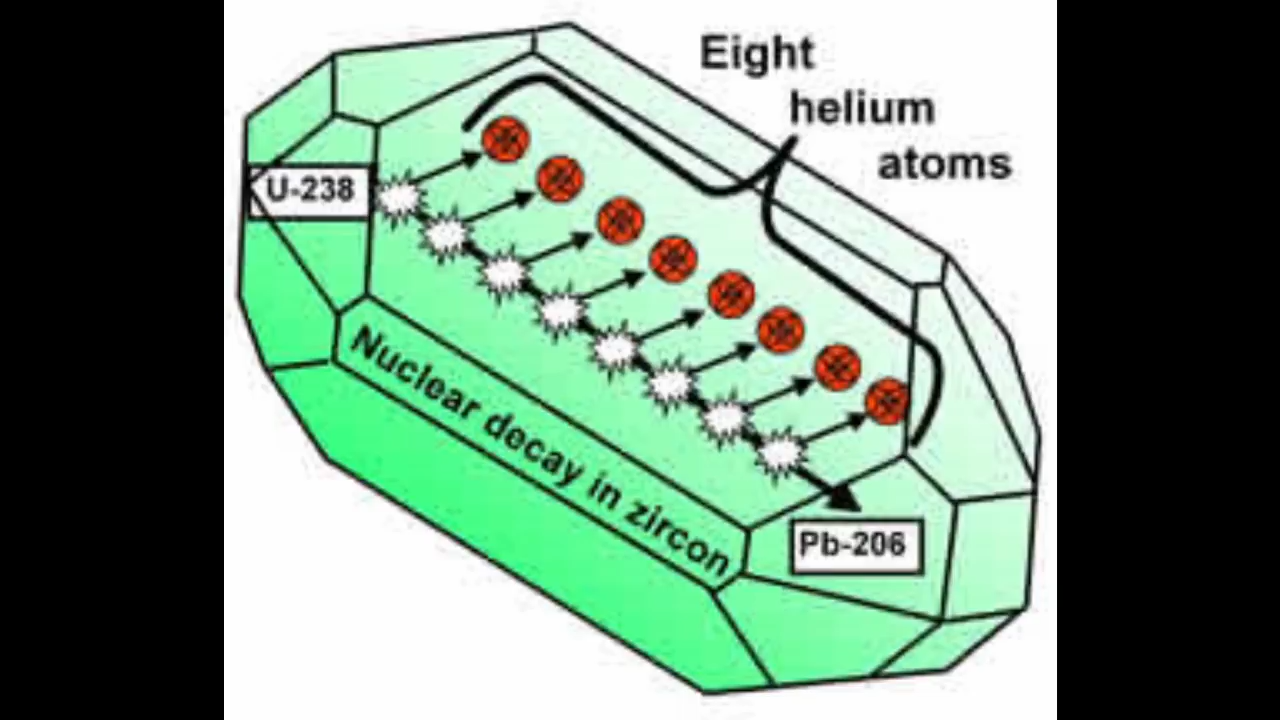 Eight
helium
atoms
U-238
Nuclear decay in zircon
Pb-206